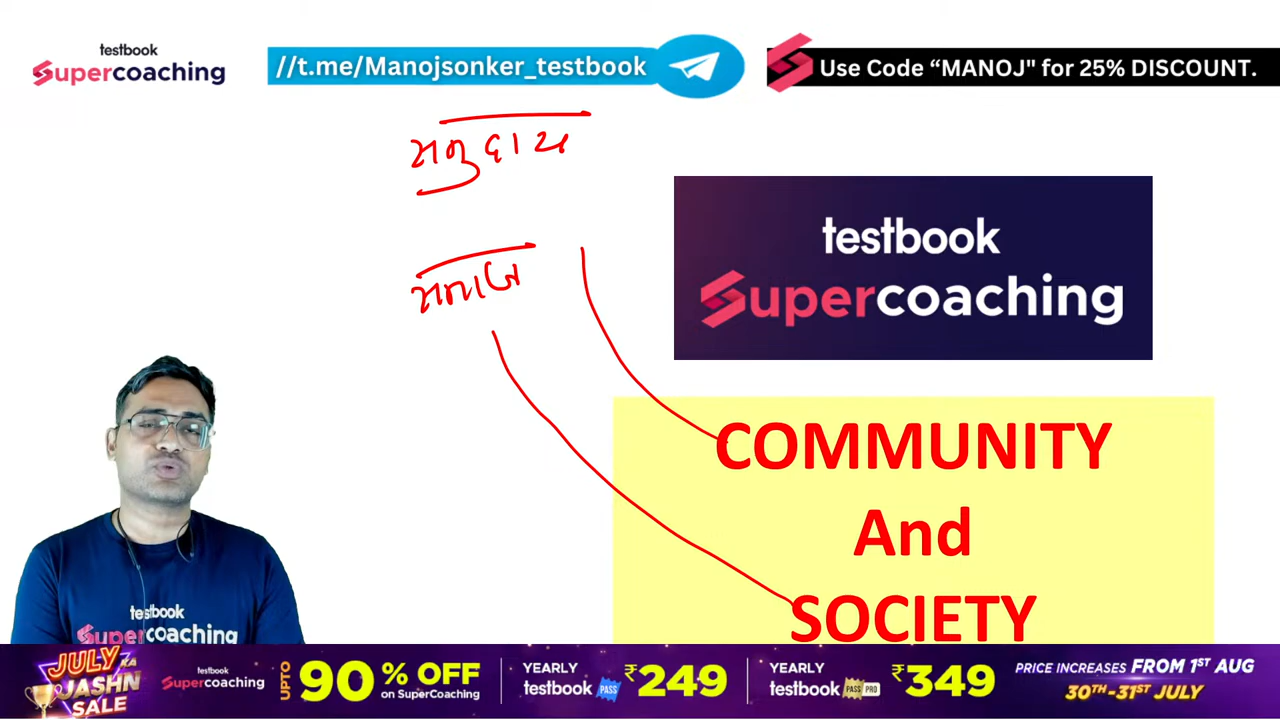 testbook
Supercoaching
//t.me/Manojsonker_testbook
Use Code “MANOJ" for 25% DISCOUNT.
समुदाय
समाज
testbook
Supercoaching
COMMUNITY
And
SOCIETY
testbook
Supercoaching
JULY KA
JASHN
SALE
testbook
Supercoaching
UPTO 90% OFF
on SuperCoaching
YEARLY
testbook PASS
₹249
YEARLY
testbook PASS PRO
₹349
PRICE INCREASES FROM 1ST AUG
30TH-31ST JULY